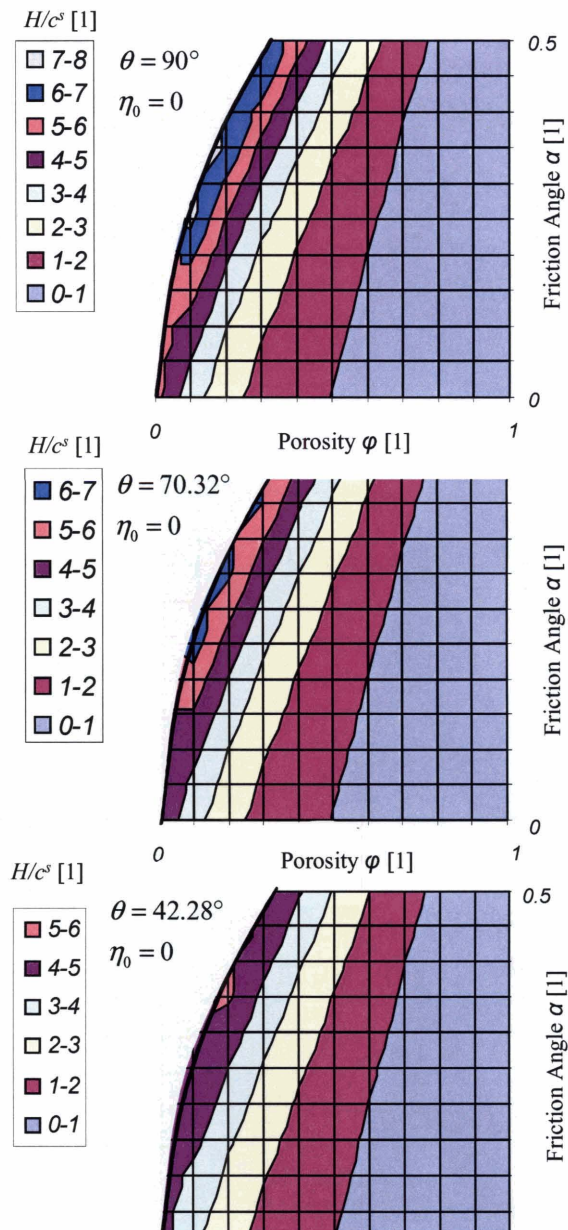 H/cˢ [1]
7-8
6-7
5-6
4-5
3-4
2-3
1-2
0-1
θ = 90°
η₀ = 0
0.5
Friction Angle α [1]
0
0
Porosity φ [1]
1
H/cˢ [1]
6-7
5-6
4-5
3-4
2-3
1-2
0-1
θ = 70.32°
η₀ = 0
Friction Angle α [1]
0
0
Porosity φ [1]
1
H/cˢ [1]
5-6
4-5
3-4
2-3
1-2
0-1
θ = 42.28°
η₀ = 0
0.5
Friction Angle α [1]